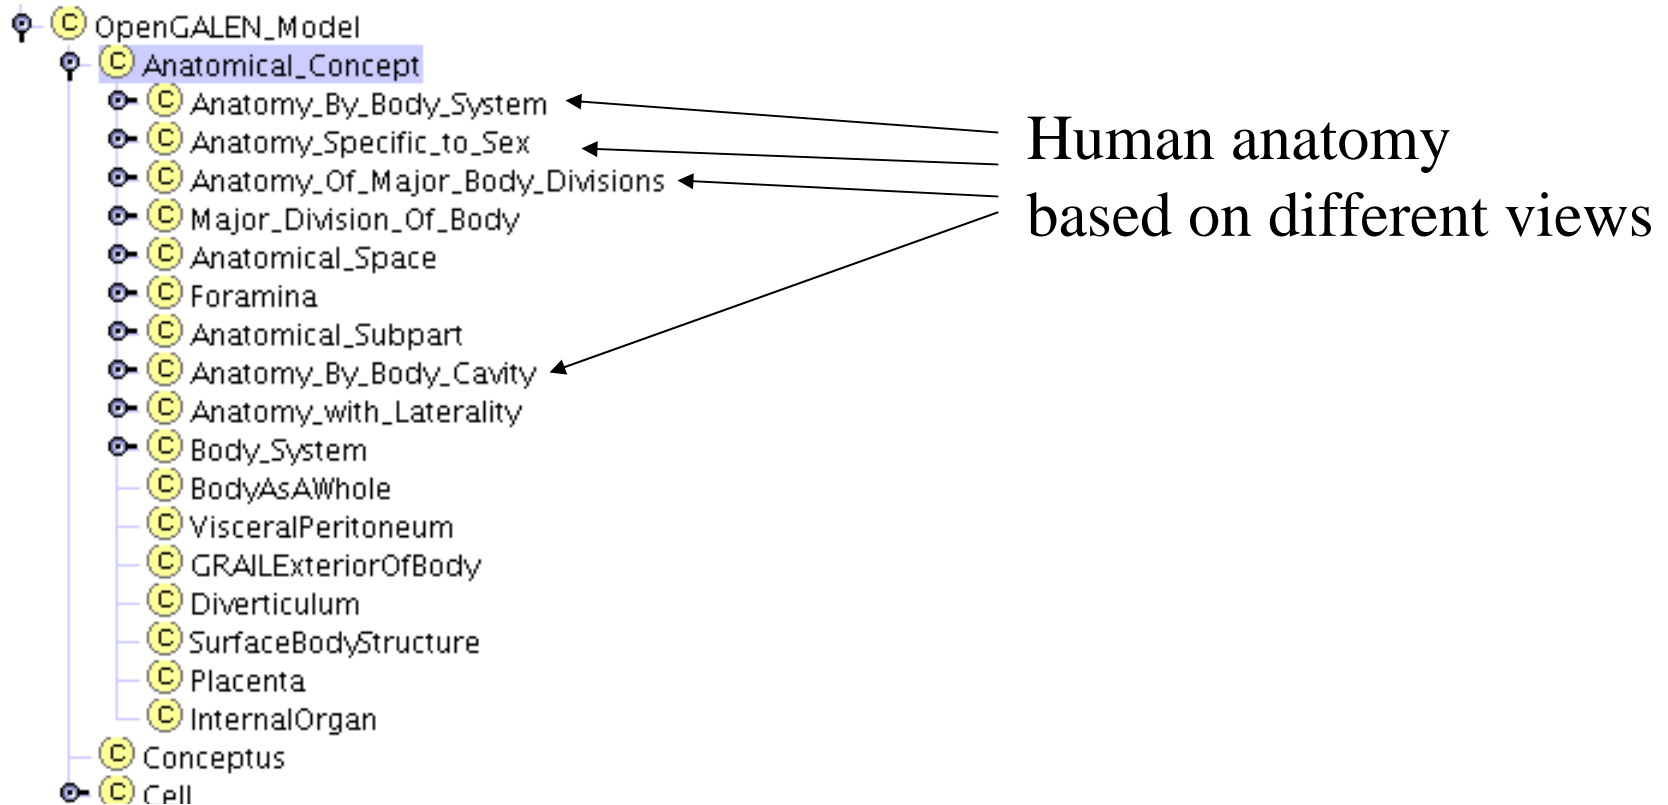 OpenGALEN_Model
Anatomical_Concept
Anatomy_By_Body_System
Anatomy_Specific_to_Sex
Anatomy_Of_Major_Body_Divisions
Major_Division_Of_Body
Anatomical_Space
Foramina
Anatomical_Subpart
Anatomy_By_Body_Cavity
Anatomy_with_Laterality
Body_System
BodyAsAWhole
VisceralPeritoneum
GRAILExteriorOfBody
Diverticulum
SurfaceBodyStructure
Placenta
InternalOrgan
Conceptus
Cell
Human anatomy
based on different views